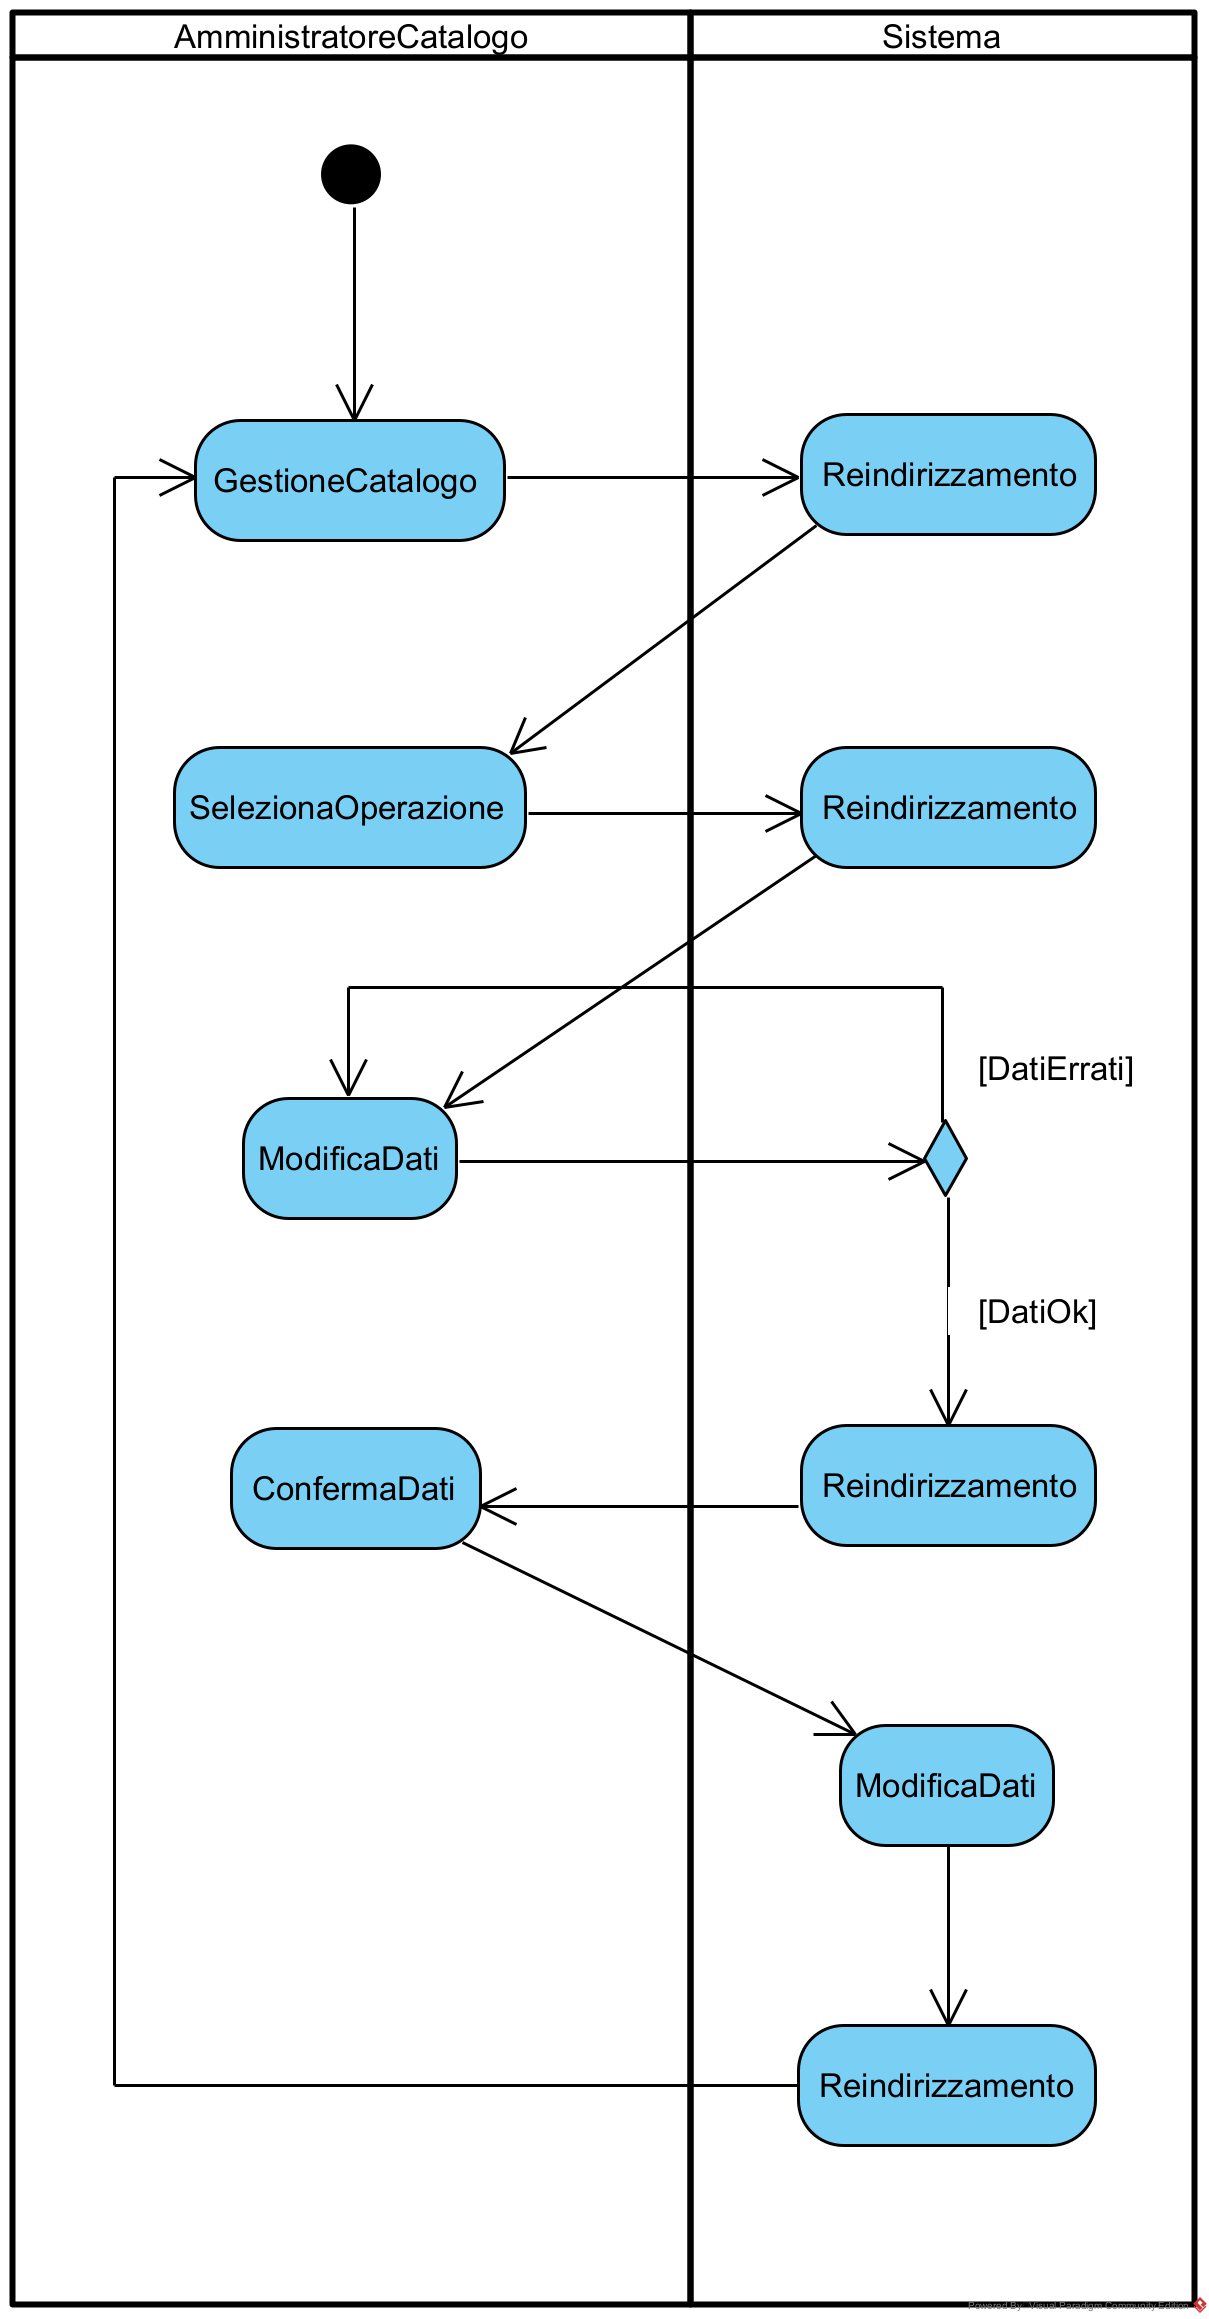 AmministratoreCatalogo
Sistema
GestioneCatalogo
Reindirizzamento
SelezionaOperazione
Reindirizzamento
[DatiErrati]
ModificaDati
[DatiOk]
ConfermaDati
Reindirizzamento
ModificaDati
Reindirizzamento
Powered By Visual Paradigm Community Edition